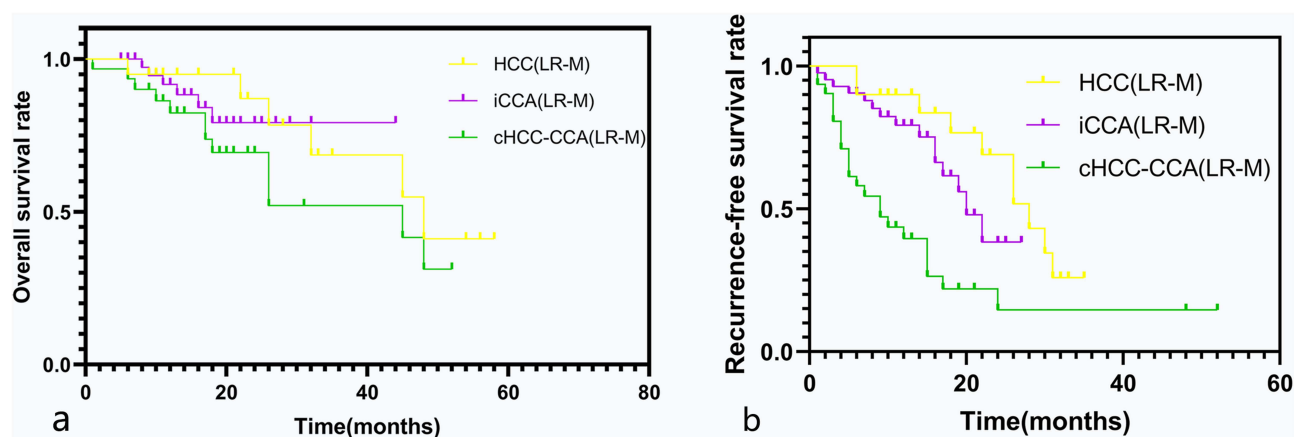 Overall survival rate
1.0
0.5
0.0
0 20 40 60 80
Time(months)
HCC(LR-M)
iCCA(LR-M)
cHCC-CCA(LR-M)
a
Recurrence-free survival rate
1.0
0.5
0.0
0 20 40 60
Time(months)
HCC(LR-M)
iCCA(LR-M)
cHCC-CCA(LR-M)
b